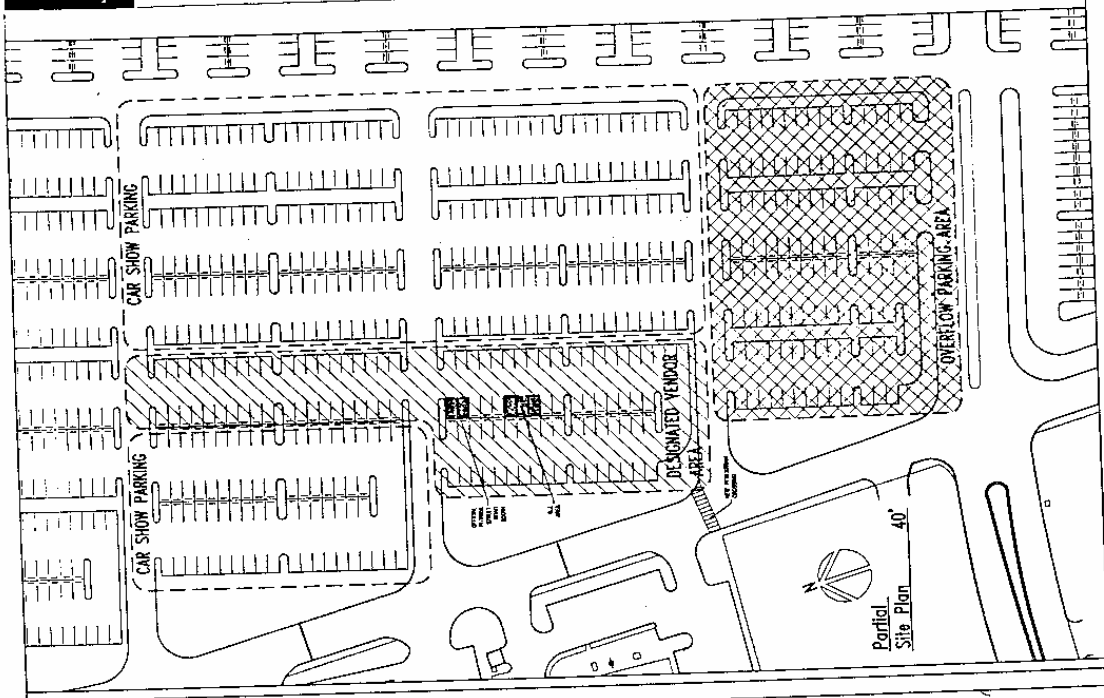 CAR SHOW PARKING
CAR SHOW PARKING
DESIGNATED VENDOR
AREA
OVERFLOW PARKING AREA
N
Partial
Site Plan
40'